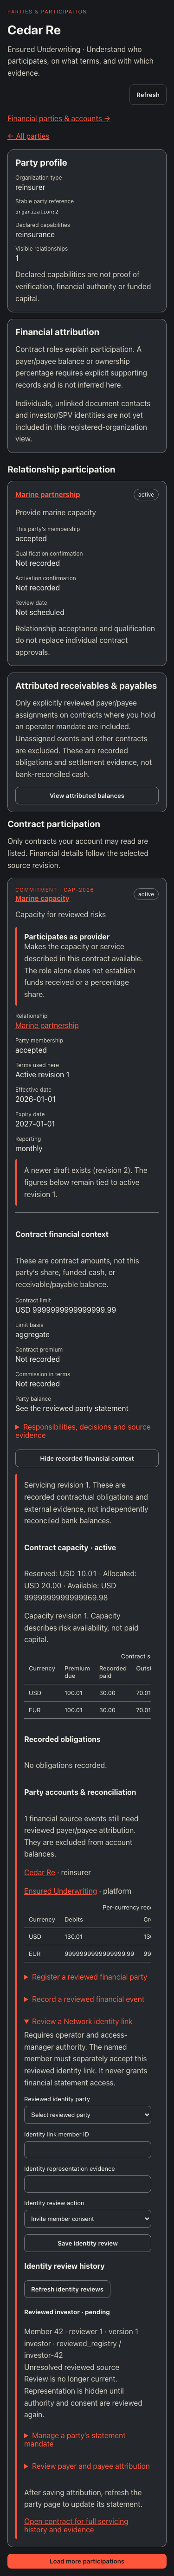 PARTIES & PARTICIPATION
Cedar Re
Ensured Underwriting · Understand who
participates, on what terms, and with which
evidence.
Refresh
Financial parties & accounts →
← All parties
Party profile
Organization type
reinsurer
Stable party reference
organization:2
Declared capabilities
reinsurance
Visible relationships
1
Declared capabilities are not proof of
verification, financial authority or funded
capital.
Financial attribution
Contract roles explain participation. A
payer/payee balance or ownership
percentage requires explicit supporting
records and is not inferred here.
Individuals, unlinked document contacts
and investor/SPV identities are not yet
included in this registered-organization
view.
Relationship participation
Marine partnership
active
Provide marine capacity
This party's membership
accepted
Qualification confirmation
Not recorded
Activation confirmation
Not recorded
Review date
Not scheduled
Relationship acceptance and qualification
do not replace individual contract
approvals.
Attributed receivables & payables
Only explicitly reviewed payer/payee
assignments on contracts where you hold
an operator mandate are included.
Unassigned events and other contracts
are excluded. These are recorded
obligations and settlement evidence, not
bank-reconciled cash.
View attributed balances
Contract participation
Only contracts your account may read are
listed. Financial details follow the selected
source revision.
COMMITMENT · CAP-2026
Marine capacity
active
Capacity for reviewed risks
Participates as provider
Makes the capacity or service
described in this contract available.
The role alone does not establish
funds received or a percentage
share.
Relationship
Marine partnership
Party membership
accepted
Terms used here
Active revision 1
Effective date
2026-01-01
Expiry date
2027-01-01
Reporting
monthly
A newer draft exists (revision 2). The
figures below remain tied to active
revision 1.
Contract financial context
These are contract amounts, not this
party's share, funded cash, or
receivable/payable balance.
Contract limit
USD 9999999999999999.99
Limit basis
aggregate
Contract premium
Not recorded
Commission in terms
Not recorded
Party balance
See the reviewed party statement
▶ Responsibilities, decisions and source
evidence
Hide recorded financial context
Servicing revision 1. These are
recorded contractual obligations and
external evidence, not independently
reconciled bank balances.
Contract capacity · active
Reserved: USD 10.01 · Allocated:
USD 20.00 · Available: USD
9999999999999969.98
Capacity revision 1. Capacity
describes risk availability, not paid
capital.
Currency Premium due Recorded paid
USD 100.01 30.00 70.01
EUR 100.01 30.00 70.01
Recorded obligations
No obligations recorded.
Party accounts & reconciliation
1 financial source events still need
reviewed payer/payee attribution.
They are excluded from account
balances.
Cedar Re · reinsurer
Ensured Underwriting · platform
Currency Debits
USD 130.01
EUR 9999999999999999.99
▶ Register a reviewed financial party
▶ Record a reviewed financial event
▼ Review a Network identity link
Requires operator and access-
manager authority. The named
member must separately accept this
reviewed identity link. It never grants
financial statement access.
Reviewed identity party
Select reviewed party
Identity link member ID
Identity representation evidence
Identity review action
Invite member consent
Save identity review
Identity review history
Refresh identity reviews
Reviewed investor · pending
Member 42 · reviewer 1 · version 1
investor · reviewed_registry /
investor-42
Unresolved reviewed source
Review is no longer current.
Representation is hidden until
authority and consent are reviewed
again.
▶ Manage a party's statement
mandate
▶ Review payer and payee attribution
After saving attribution, refresh the
party page to update its statement.
Open contract for full servicing
history and evidence
Load more participations